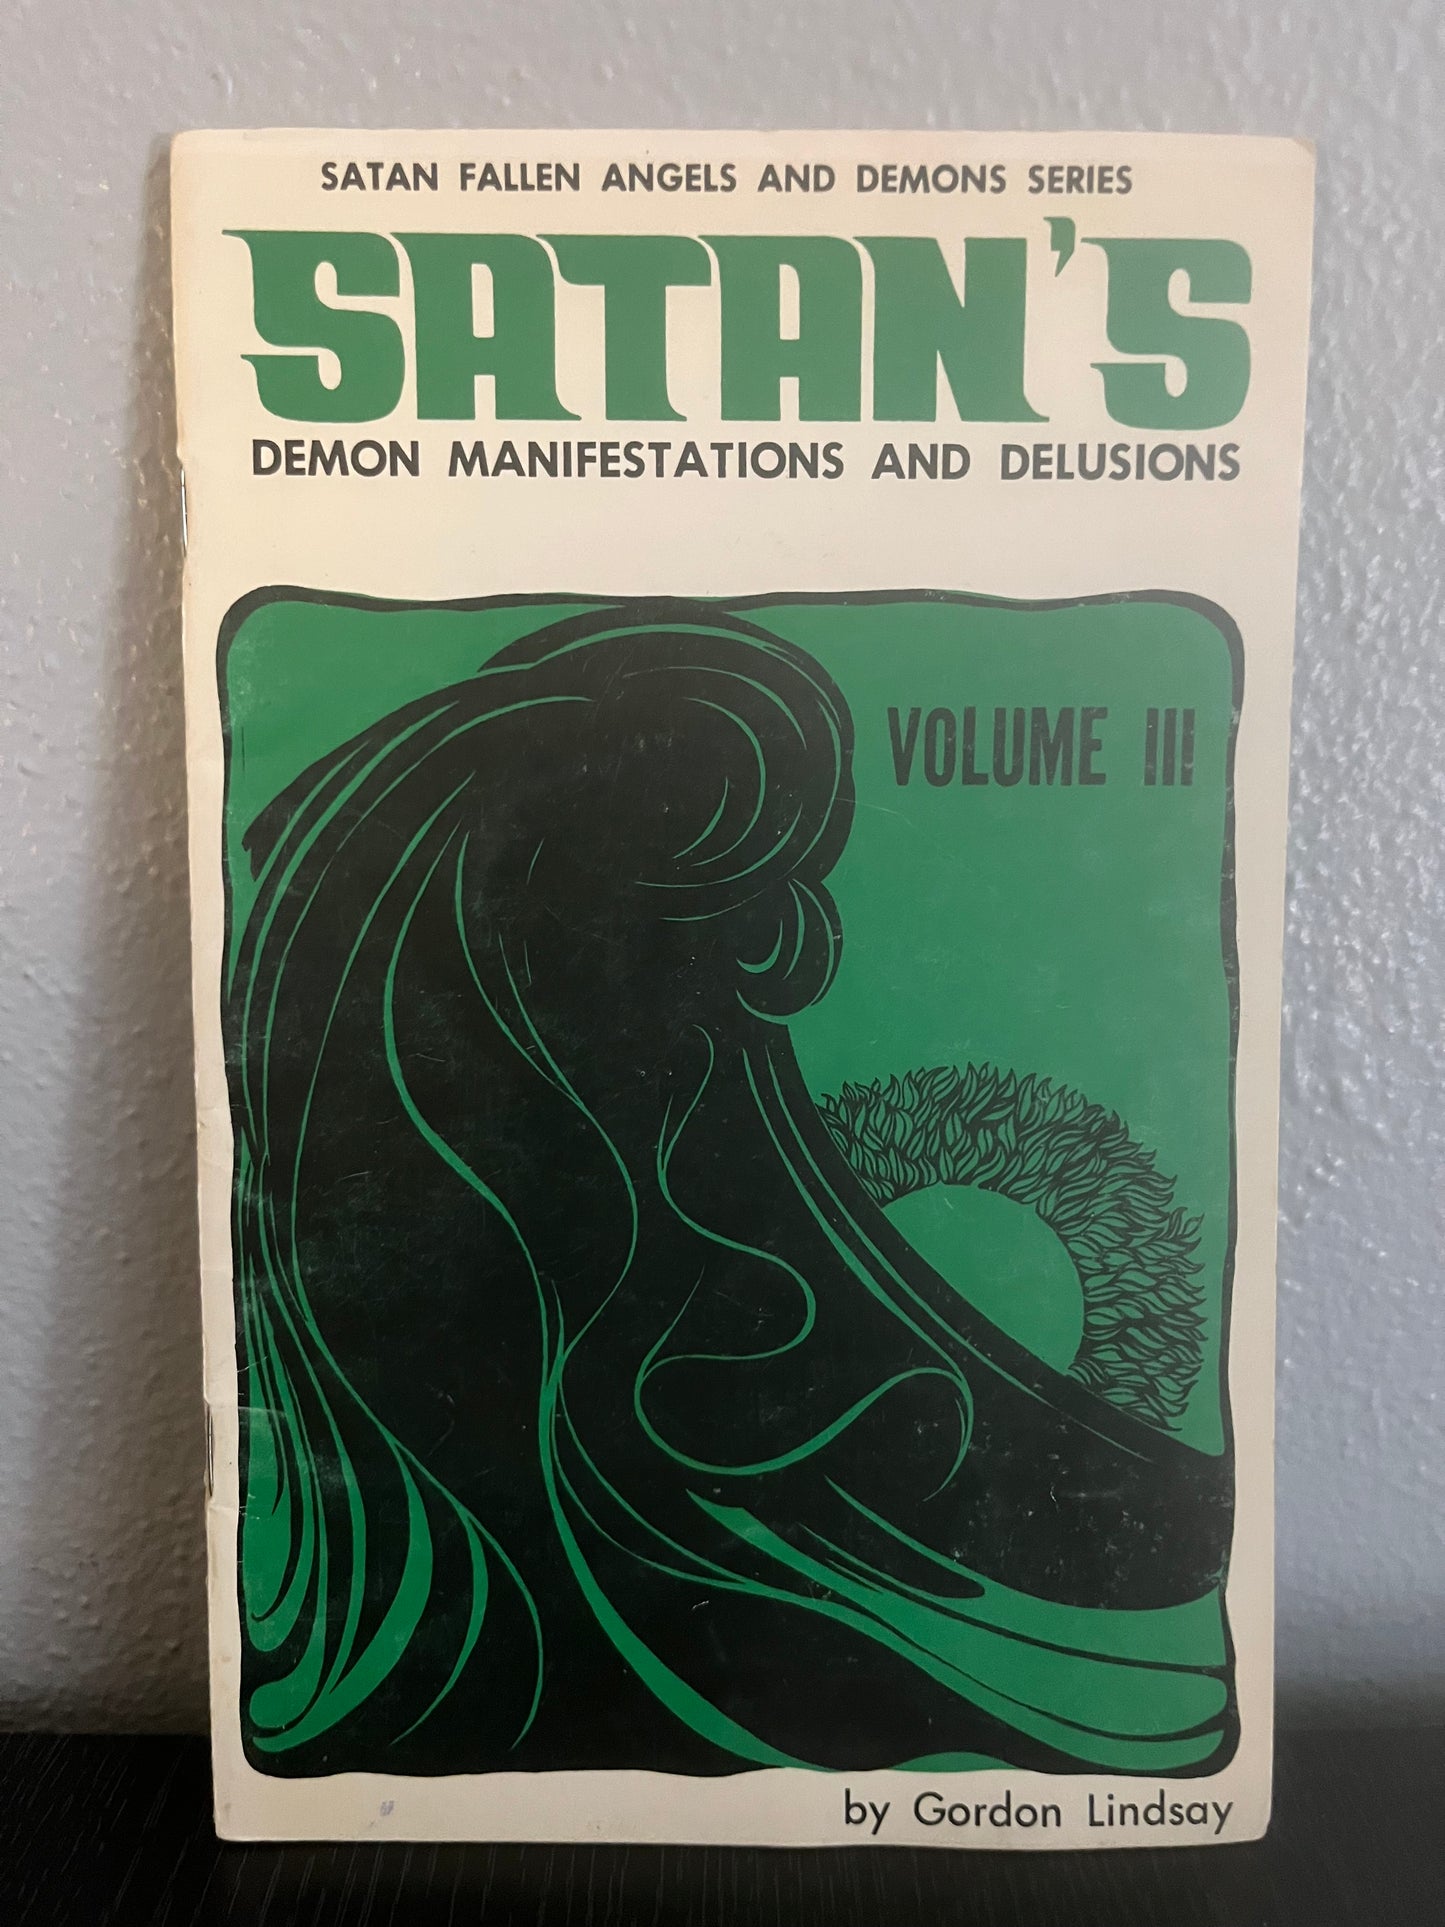 SATAN FALLEN ANGELS AND DEMONS SERIES
SATAN'S
DEMON MANIFESTATIONS AND DELUSIONS
VOLUME III
by Gordon Lindsay